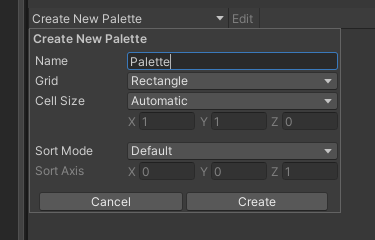 Create New Palette Edit
Create New Palette
Name Palette
Grid Rectangle
Cell Size Automatic
X 1 Y 1 Z 0
Sort Mode Default
Sort Axis X 0 Y 0 Z 1
Cancel Create